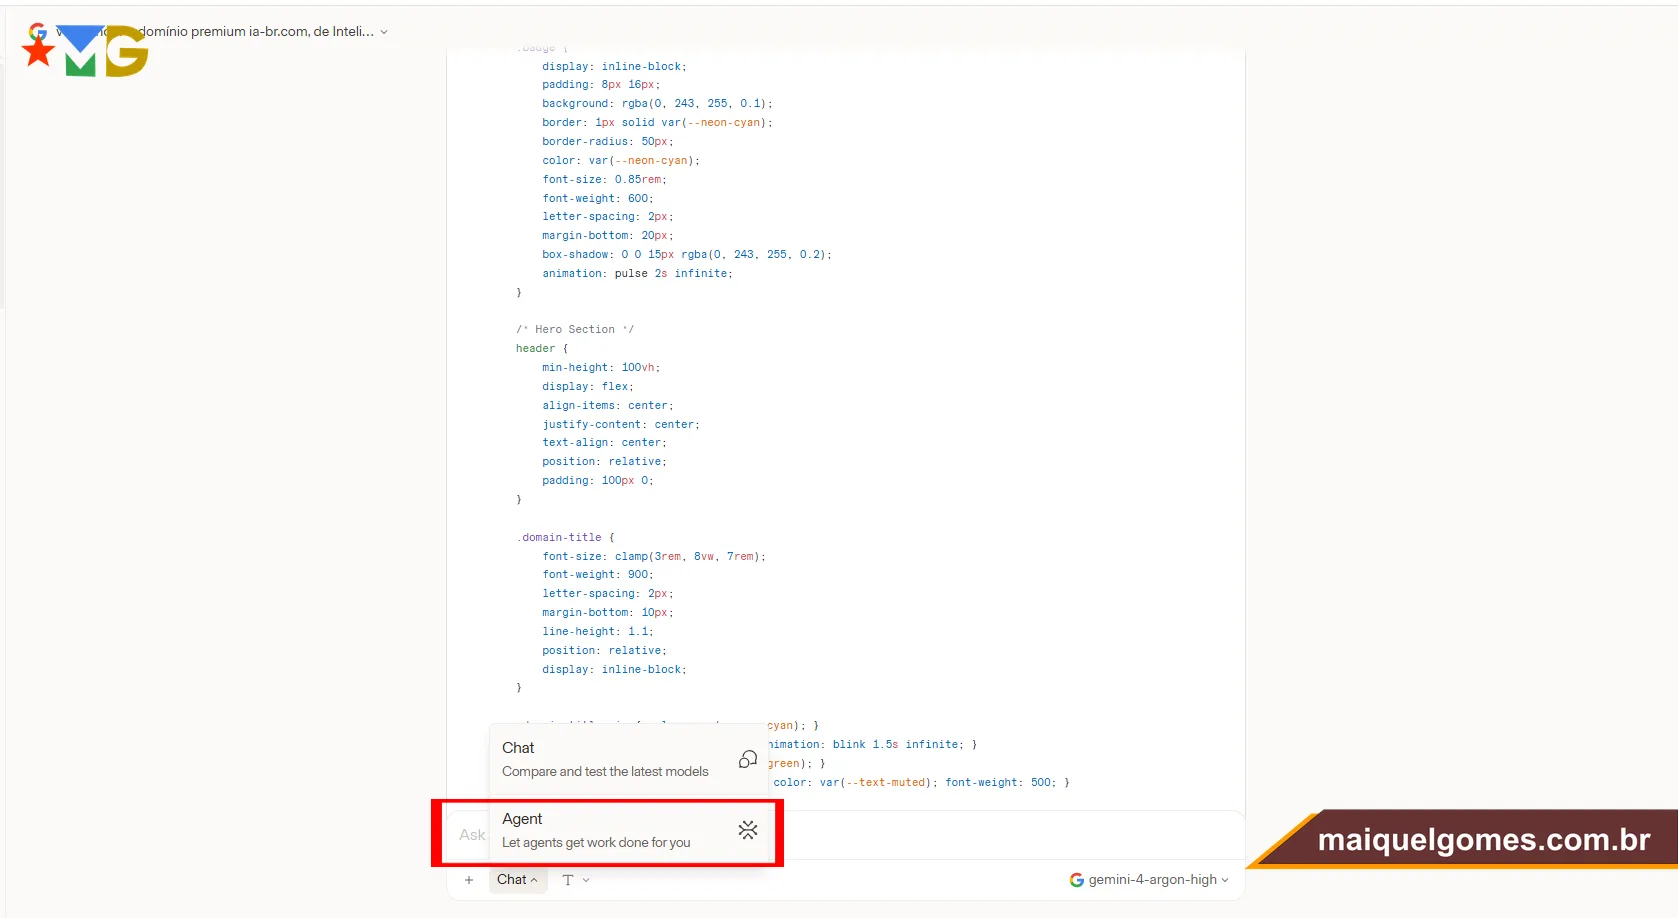 domínio premium ia-br.com, de Inteli...
MG
.badge {
display: inline-block;
padding: 8px 16px;
background: rgba(0, 243, 255, 0.1);
border: 1px solid var(--neon-cyan);
border-radius: 50px;
color: var(--neon-cyan);
font-size: 0.85rem;
font-weight: 600;
letter-spacing: 2px;
margin-bottom: 20px;
box-shadow: 0 0 15px rgba(0, 243, 255, 0.2);
animation: pulse 2s infinite;
}
/* Hero Section */
header {
min-height: 100vh;
display: flex;
align-items: center;
justify-content: center;
text-align: center;
position: relative;
padding: 100px 0;
}
.domain-title {
font-size: clamp(3rem, 8vw, 7rem);
font-weight: 900;
letter-spacing: 2px;
margin-bottom: 10px;
line-height: 1.1;
position: relative;
display: inline-block;
}
cyan); }
nimation: blink 1.5s infinite; }
green); }
color: var(--text-muted); font-weight: 500; }
Chat
Compare and test the latest models
Agent
Let agents get work done for you
Ask
+ Chat T
gemini-4-argon-high
maiquelgomes.com.br